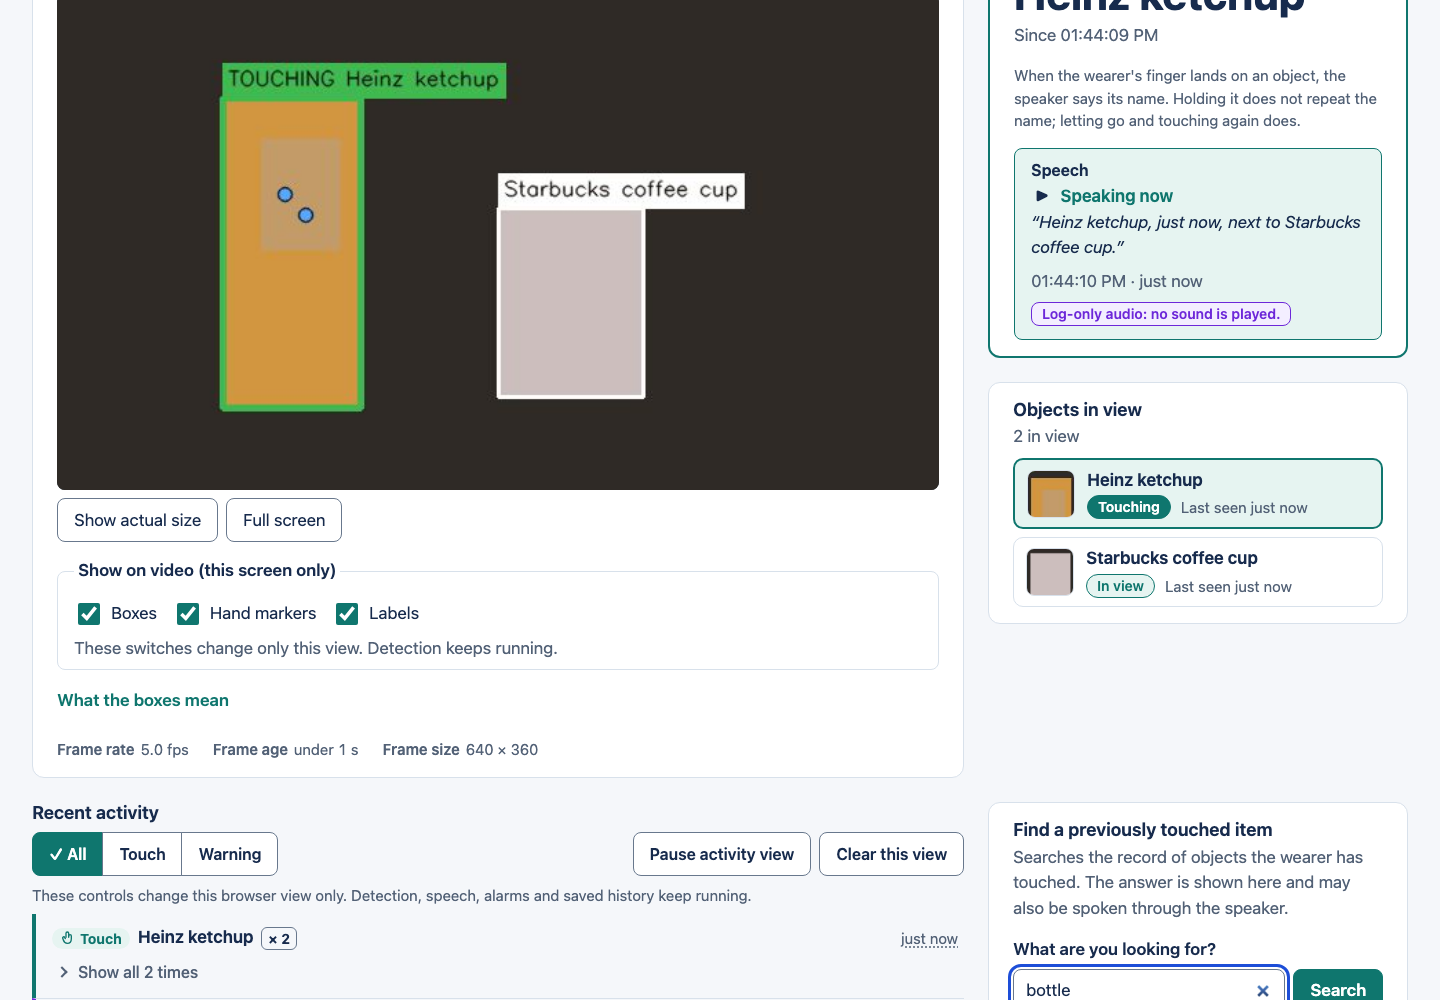 TOUCHING Heinz ketchup
Starbucks coffee cup
Show actual size
Full screen
Show on video (this screen only)
Boxes
Hand markers
Labels
These switches change only this view. Detection keeps running.
What the boxes mean
Frame rate 5.0 fps
Frame age under 1 s
Frame size 640 × 360
Heinz ketchup
Since 01:44:09 PM
When the wearer's finger lands on an object, the
speaker says its name. Holding it does not repeat the
name; letting go and touching again does.
Speech
Speaking now
“Heinz ketchup, just now, next to Starbucks
coffee cup.”
01:44:10 PM · just now
Log-only audio: no sound is played.
Objects in view
2 in view
Heinz ketchup
Touching
Last seen just now
Starbucks coffee cup
In view
Last seen just now
Recent activity
All
Touch
Warning
Pause activity view
Clear this view
These controls change this browser view only. Detection, speech, alarms and saved history keep running.
Touch
Heinz ketchup
× 2
just now
Show all 2 times
Find a previously touched item
Searches the record of objects the wearer has
touched. The answer is shown here and may
also be spoken through the speaker.
What are you looking for?
bottle
Search